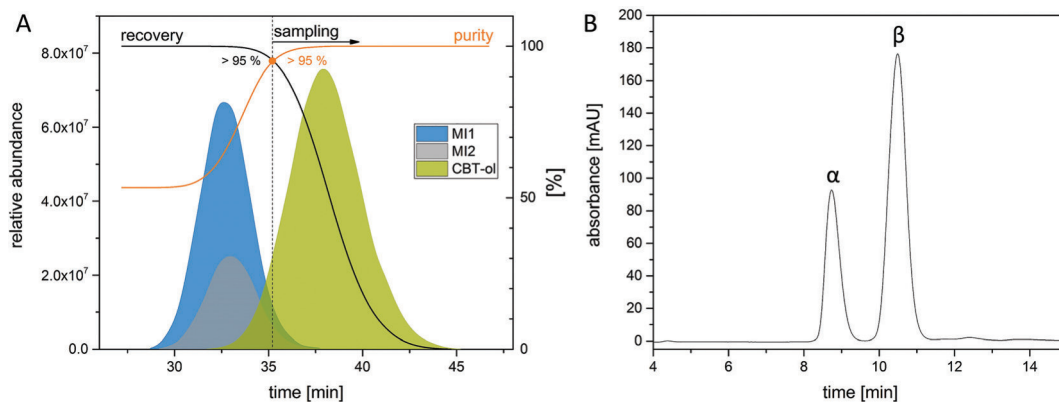 A
recovery
sampling
purity
> 95 %
> 95 %
8.0x10⁷
6.0x10⁷
4.0x10⁷
2.0x10⁷
0.0
relative abundance
MI1
MI2
CBT-ol
100
50
0
[%]
30
35
40
45
time [min]
B
200
180
160
140
120
100
80
60
40
20
0
absorbance [mAU]
α
β
4
6
8
10
12
14
time [min]